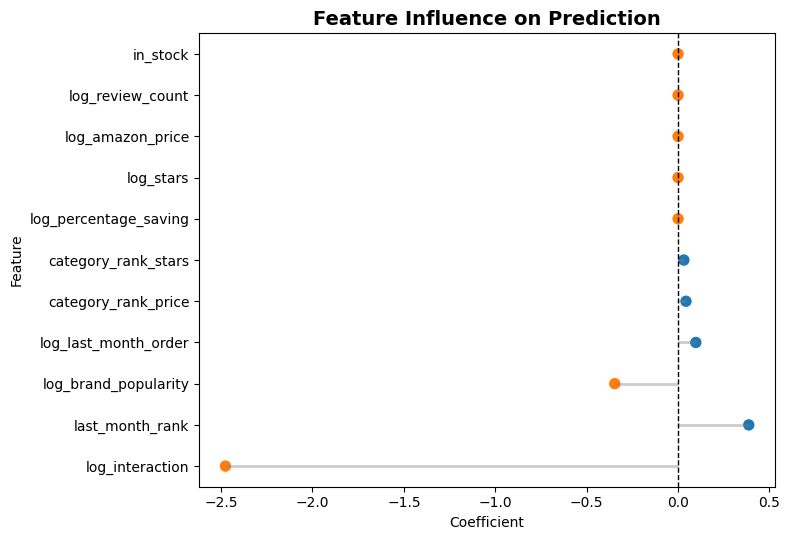 Feature Influence on Prediction
in_stock
log_review_count
log_amazon_price
log_stars
log_percentage_saving
category_rank_stars
category_rank_price
log_last_month_order
log_brand_popularity
last_month_rank
log_interaction
Feature
−2.5 −2.0 −1.5 −1.0 −0.5 0.0 0.5
Coefficient